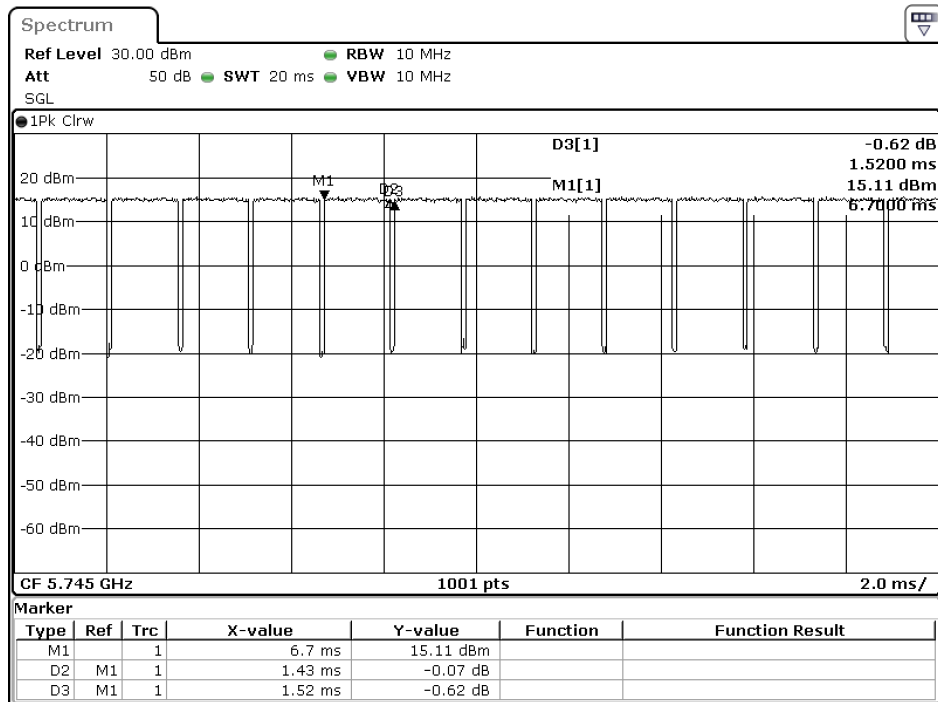 Spectrum
Ref Level 30.00 dBm RBW 10 MHz
Att 50 dB SWT 20 ms VBW 10 MHz
SGL
1Pk Clrw
D3[1] -0.62 dB
1.5200 ms
M1[1] 15.11 dBm
6.7000 ms
M1
D2
D3
20 dBm
10 dBm
0 dBm
-10 dBm
-20 dBm
-30 dBm
-40 dBm
-50 dBm
-60 dBm
CF 5.745 GHz 1001 pts 2.0 ms/
Marker
Type Ref Trc X-value Y-value Function Function Result
M1 1 6.7 ms 15.11 dBm
D2 M1 1 1.43 ms -0.07 dB
D3 M1 1 1.52 ms -0.62 dB